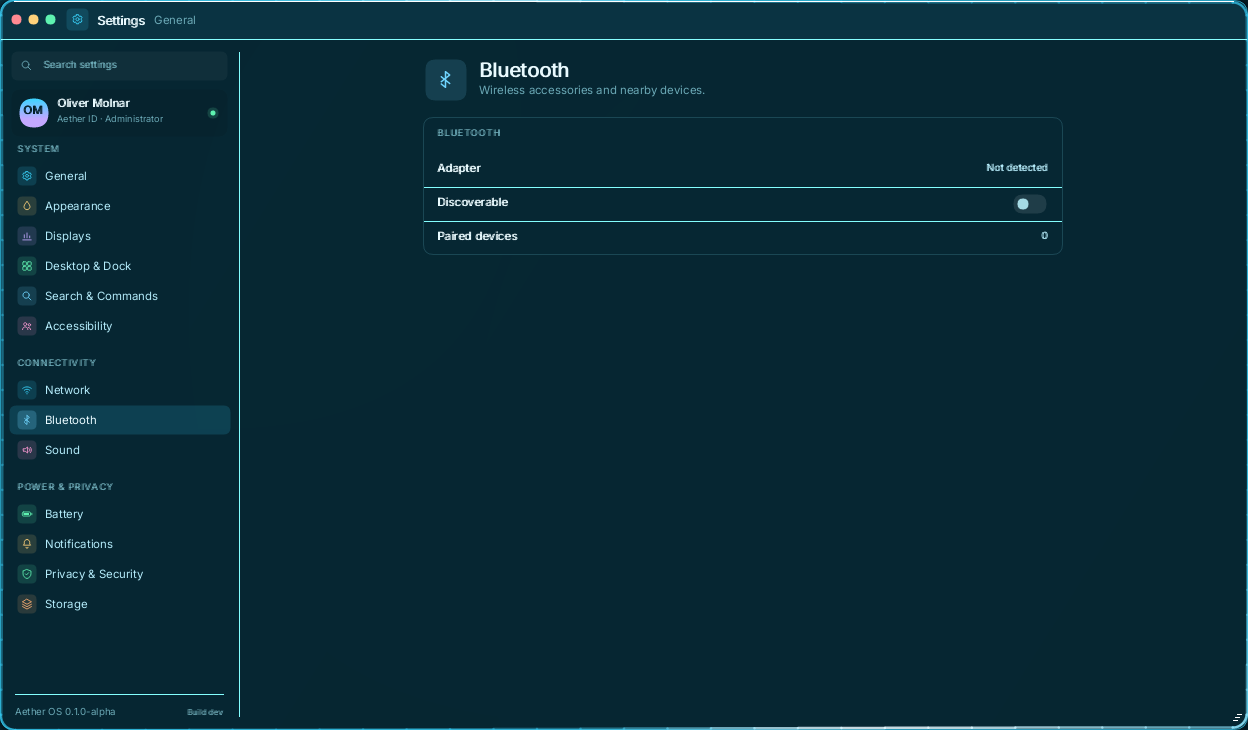 Settings General
Search settings
OM
Oliver Molnar
Aether ID · Administrator
SYSTEM
General
Appearance
Displays
Desktop & Dock
Search & Commands
Accessibility
CONNECTIVITY
Network
Bluetooth
Sound
POWER & PRIVACY
Battery
Notifications
Privacy & Security
Storage
Aether OS 0.1.0-alpha Build dev
Bluetooth
Wireless accessories and nearby devices.
BLUETOOTH
Adapter Not detected
Discoverable
Paired devices 0